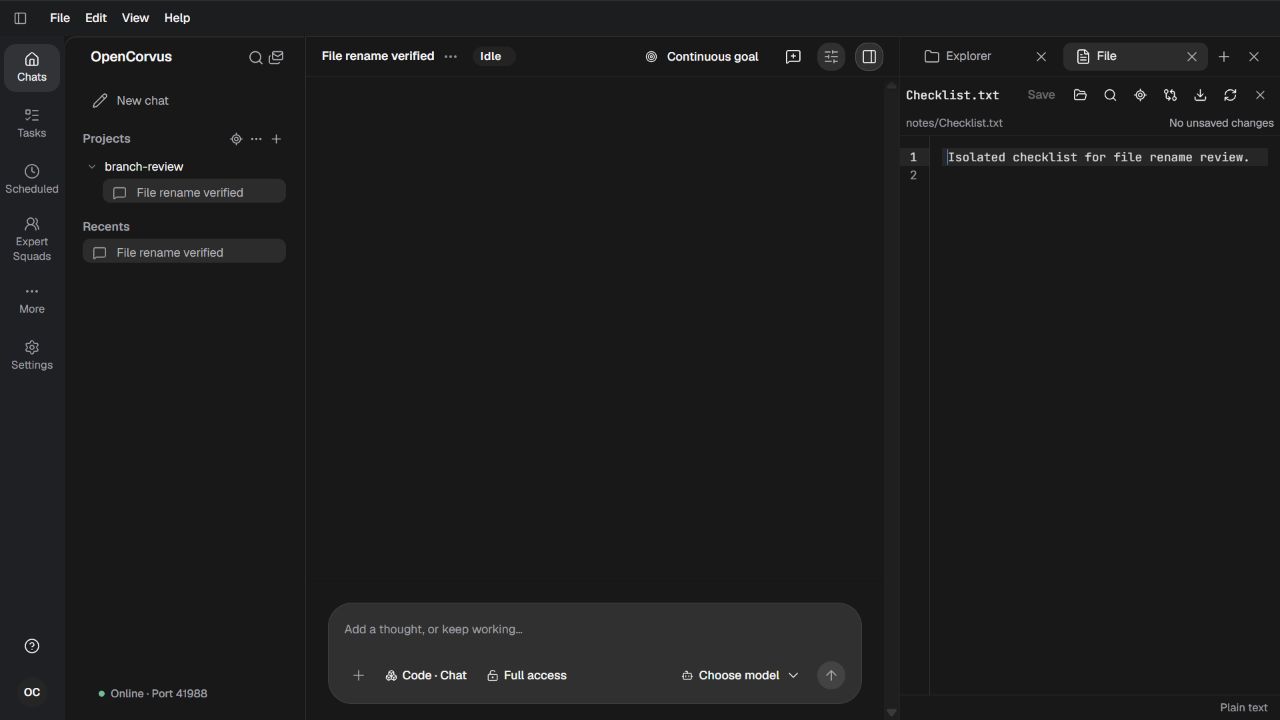 File Edit View Help
Chats
Tasks
Scheduled
Expert
Squads
More
Settings
OC
OpenCorvus
New chat
Projects
branch-review
File rename verified
Recents
File rename verified
Online · Port 41988
File rename verified ··· Idle Continuous goal
Add a thought, or keep working...
Code · Chat Full access Choose model
Explorer File
Checklist.txt Save
notes/Checklist.txt No unsaved changes
1 Isolated checklist for file rename review.
2
Plain text